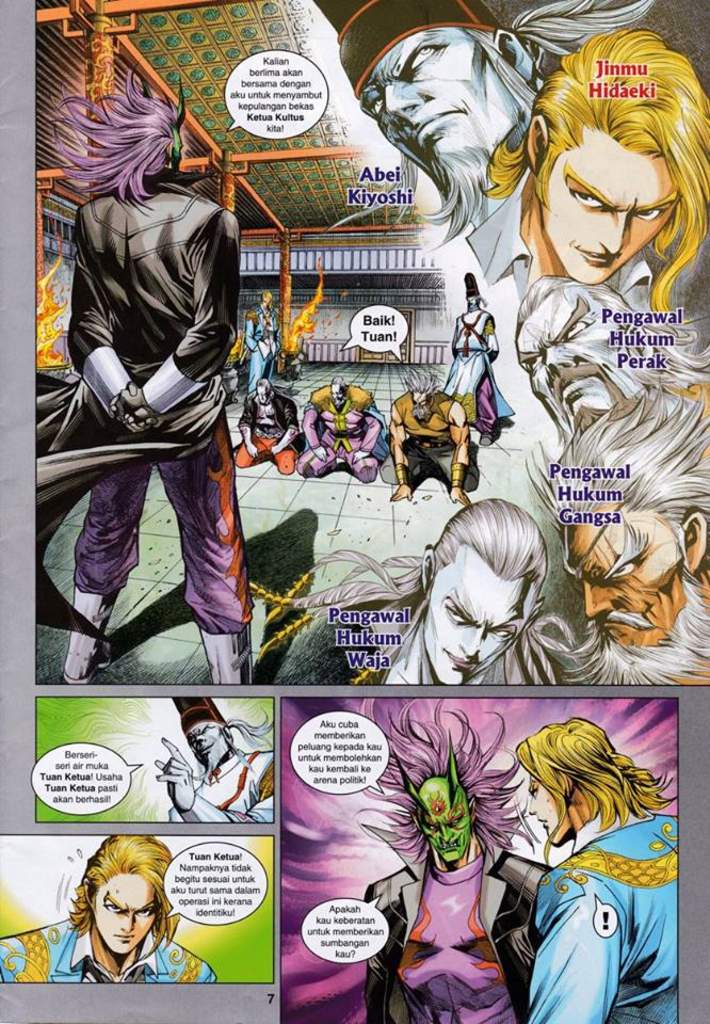 Kalian
berlima akan
bersama dengan
aku untuk menyambut
kepulangan bekas
Ketua Kultus
kita!
Jinmu
Hidaeki
Abei
Kiyoshi
Baik!
Tuan!
Pengawal
Hukum
Perak
Pengawal
Hukum
Gangsa
Pengawal
Hukum
Waja
Berseri-
seri air muka
Tuan Ketua! Usaha
Tuan Ketua pasti
akan berhasil!
Tuan Ketua!
Nampaknya tidak
begitu sesuai untuk
aku turut sama dalam
operasi ini kerana
identitiku!
Aku cuba
memberikan
peluang kepada kau
untuk membolehkan
kau kembali ke
arena politik!
Apakah
kau keberatan
untuk memberikan
sumbangan
kau?
!
7